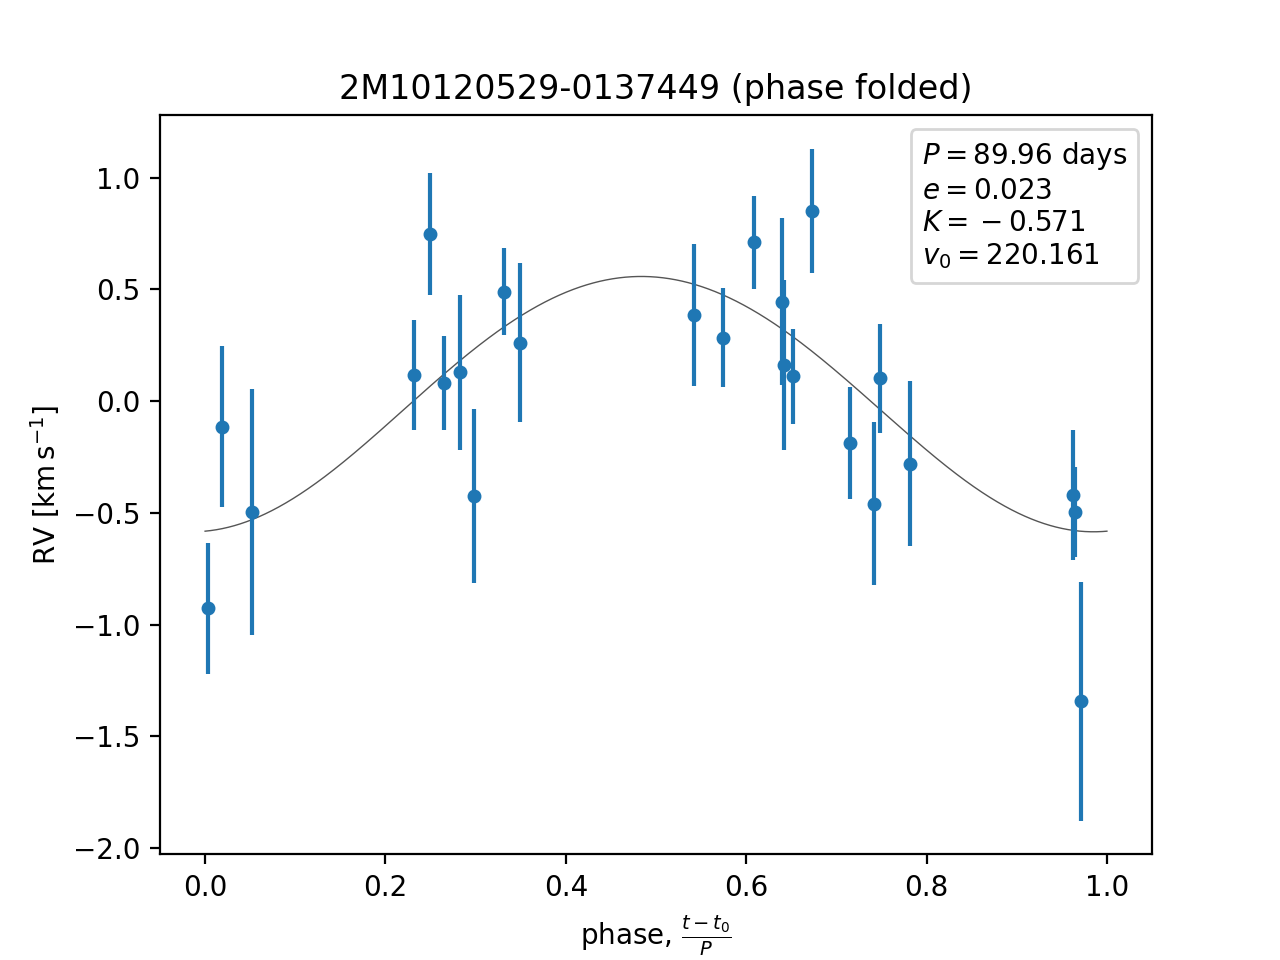 2M10120529-0137449 (phase folded)
P = 89.96 days
e = 0.023
K = −0.571
v₀ = 220.161
RV [km s⁻¹]
1.0
0.5
0.0
−0.5
−1.0
−1.5
−2.0
0.0 0.2 0.4 0.6 0.8 1.0
phase, (t − t₀)/P